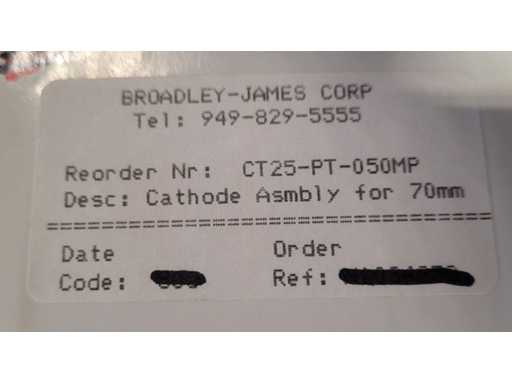 BROADLEY-JAMES CORP
Tel: 949-829-5555
Reorder Nr: CT25-PT-050MP
Desc: Cathode Asmbly for 70mm
Date Order
Code: Ref: